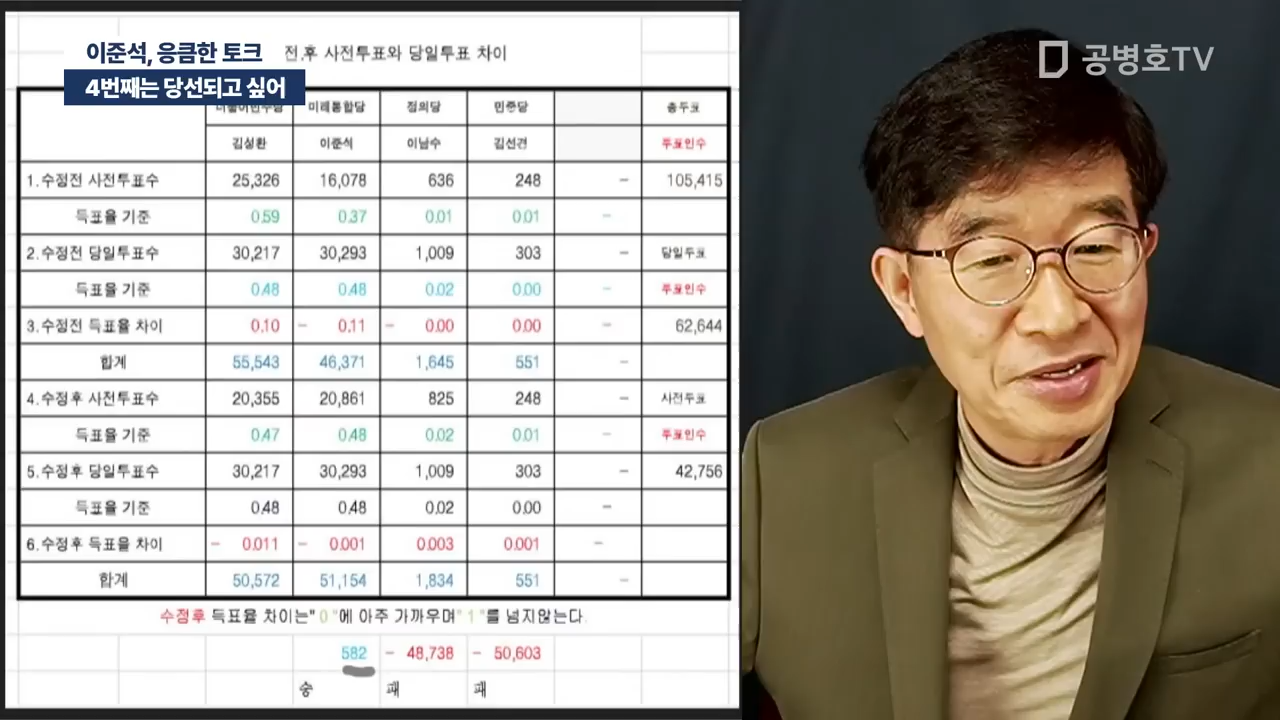 이준석, 응큼한 토크
4번째는 당선되고 싶어
공병호TV
전.후 사전투표와 당일투표 차이
더불어민주당 미래통합당 정의당 민중당 총투표
김성환 이준석 이남수 김선경 투표인수
1.수정전 사전투표수 25,326 16,078 636 248 - 105,415
득표율 기준 0.59 0.37 0.01 0.01 -
2.수정전 당일투표수 30,217 30,293 1,009 303 - 당일투표
득표율 기준 0.48 0.48 0.02 0.00 - 투표인수
3.수정전 득표율 차이 0.10 - 0.11 - 0.00 0.00 - 62,644
합계 55,543 46,371 1,645 551 -
4.수정후 사전투표수 20,355 20,861 825 248 - 사전투표
득표율 기준 0.47 0.48 0.02 0.01 - 투표인수
5.수정후 당일투표수 30,217 30,293 1,009 303 - 42,756
득표율 기준 0.48 0.48 0.02 0.00 -
6.수정후 득표율 차이 - 0.011 - 0.001 0.003 0.001 -
합계 50,572 51,154 1,834 551 -
수정후 득표율 차이는"0"에 아주 가까우며"1"를 넘지않는다.
582 - 48,738 - 50,603
승 패 패